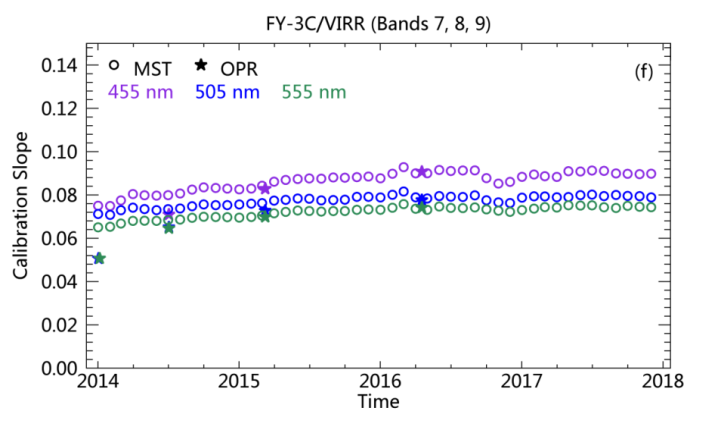 FY-3C/VIRR (Bands 7, 8, 9)
MST OPR (f)
455 nm 505 nm 555 nm
Calibration Slope
0.14
0.12
0.10
0.08
0.06
0.04
0.02
0.00
2014 2015 2016 2017 2018
Time